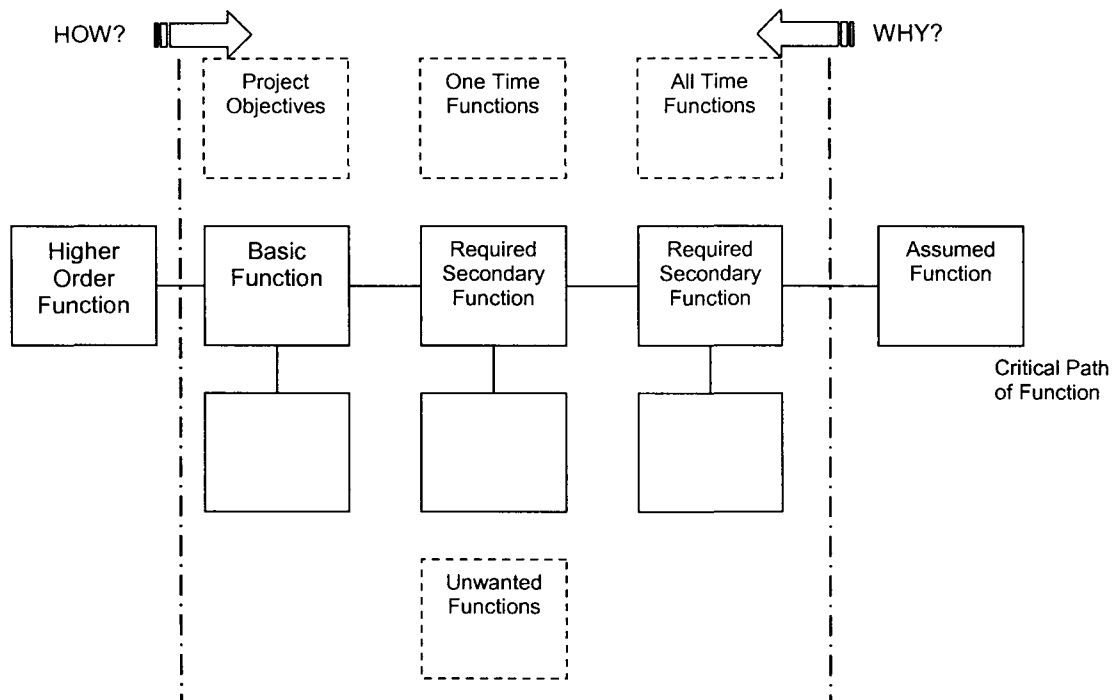 HOW?
WHY?
Project
Objectives
One Time
Functions
All Time
Functions
Higher
Order
Function
Basic
Function
Required
Secondary
Function
Required
Secondary
Function
Assumed
Function
Critical Path
of Function
Unwanted
Functions